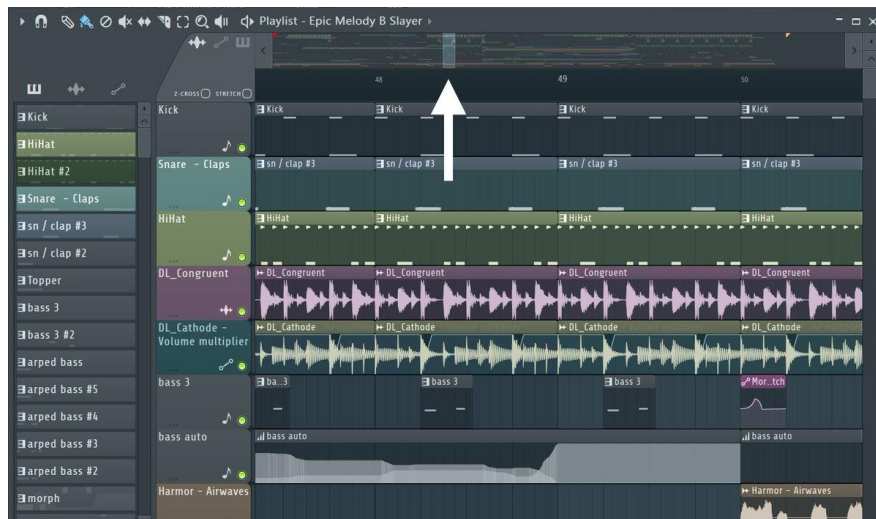 Playlist - Epic Melody B Slayer
Z-CROSS STRETCH
48 49 50
Kick
HiHat
HiHat #2
Snare - Claps
sn / clap #3
sn / clap #2
Topper
bass 3
bass 3 #2
arped bass
arped bass #5
arped bass #4
arped bass #3
arped bass #2
morph
Kick Kick Kick Kick Kick
Snare - Claps sn / clap #3 sn / clap #3 sn / clap #3 sn / clap #3
HiHat HiHat HiHat HiHat HiHat
DL_Congruent DL_Congruent DL_Congruent DL_Congruent DL_Congruent
DL_Cathode - DL_Cathode DL_Cathode DL_Cathode DL_Cathode
Volume multiplier
bass 3 ba..3 bass 3 bass 3 Mor..tch
bass auto bass auto bass auto
Harmor - Airwaves Harmor - Airwaves